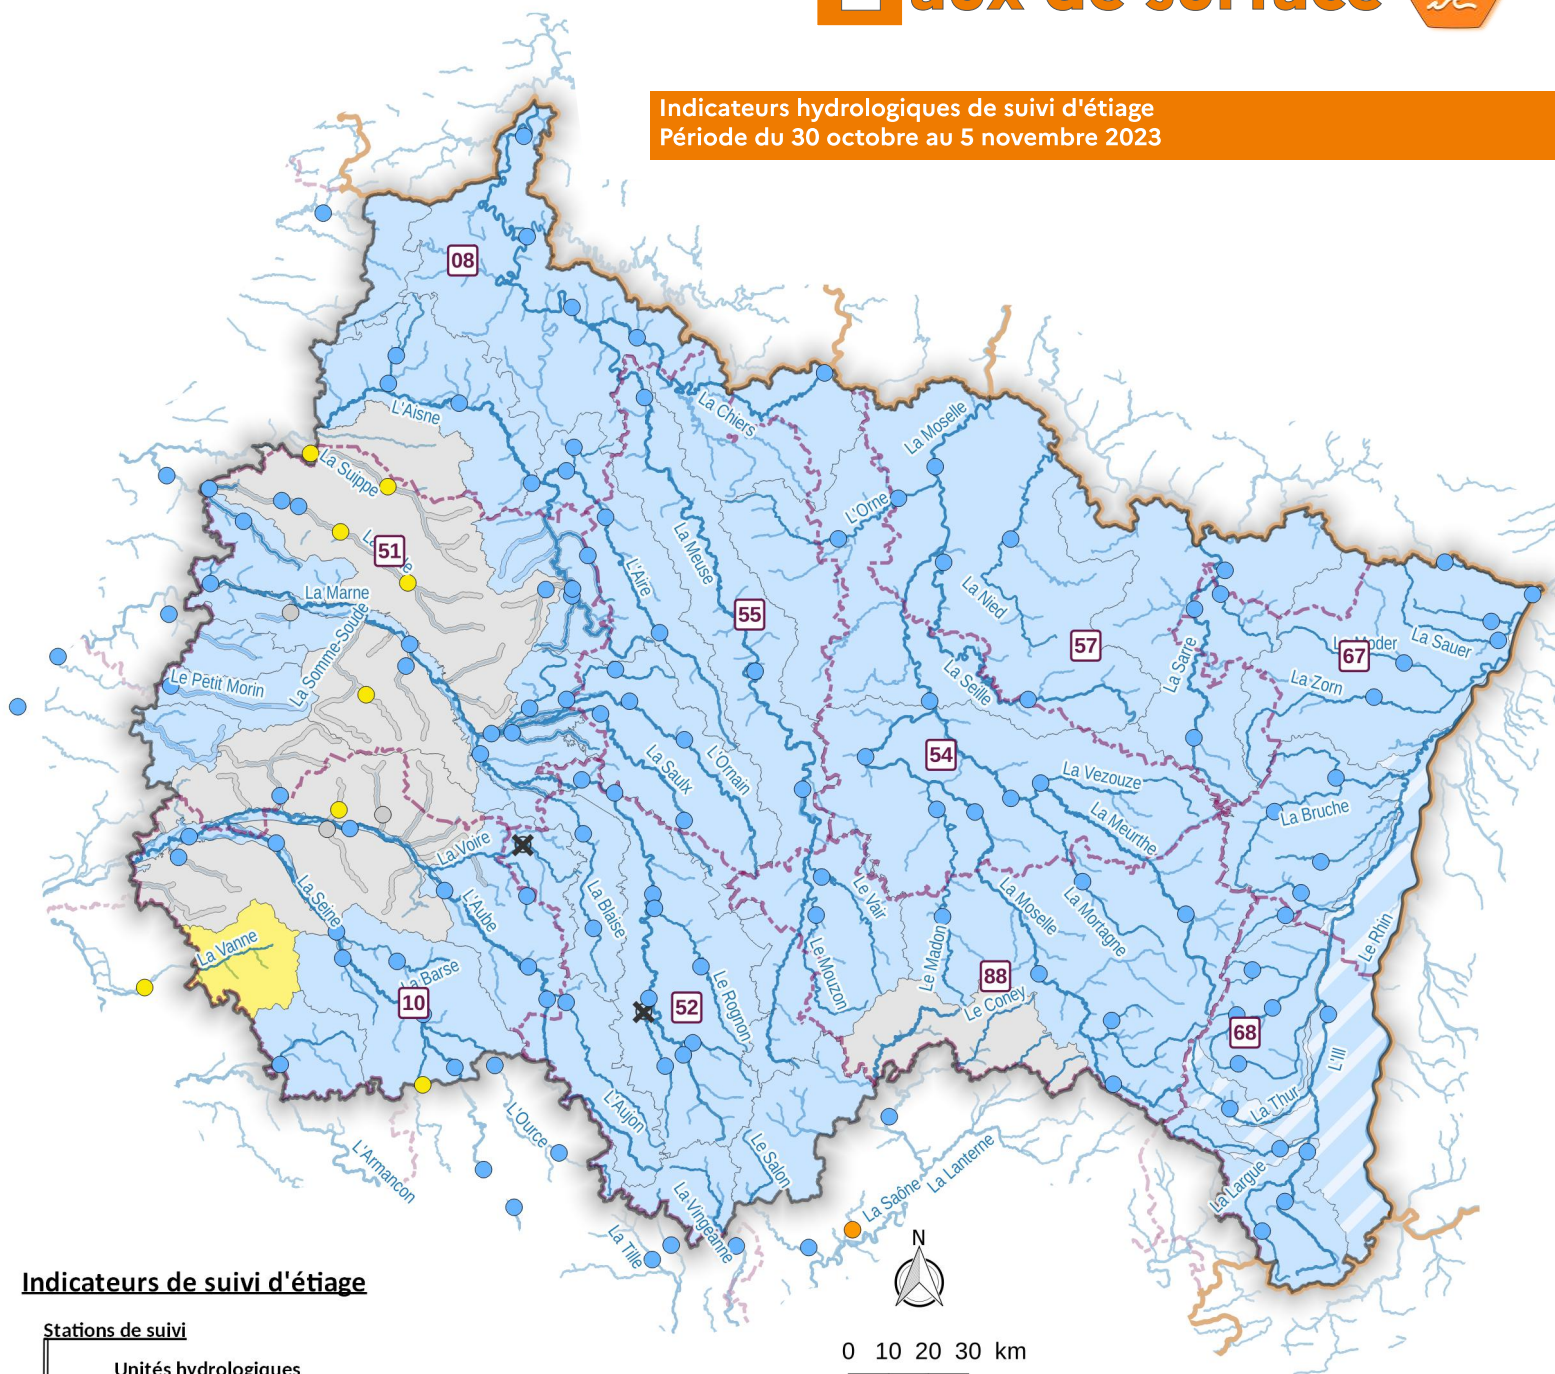 aux de surface
Indicateurs hydrologiques de suivi d'étiage
Période du 30 octobre au 5 novembre 2023
08
L'Aisne
La Chiers
La Moselle
La Suippe
L'Orne
51
La Meuse
L'Aire
La Nied
La Marne
55
57
La Somme-Soude
La Sarre
67
La Sauer
Le Petit Morin
La Seille
La Zorn
54
La Saulx
L'Ornain
La Vezouze
La Meurthe
La Bruche
La Voire
La Seine
L'Aube
La Blaise
Le Vair
La Moselle
La Mortagne
La Vanne
Le Rhin
La Barse
10
52
Le Rognon
Le Mouzon
Le Madon
88
Le Coney
68
L'Ill
L'Ource
L'Aujon
La Thur
L'Armançon
Le Salon
La Lanterne
La Largue
La Saône
La Vingeanne
La Tille
N
Indicateurs de suivi d'étiage
Stations de suivi
Unités hydrologiques
0 10 20 30 km